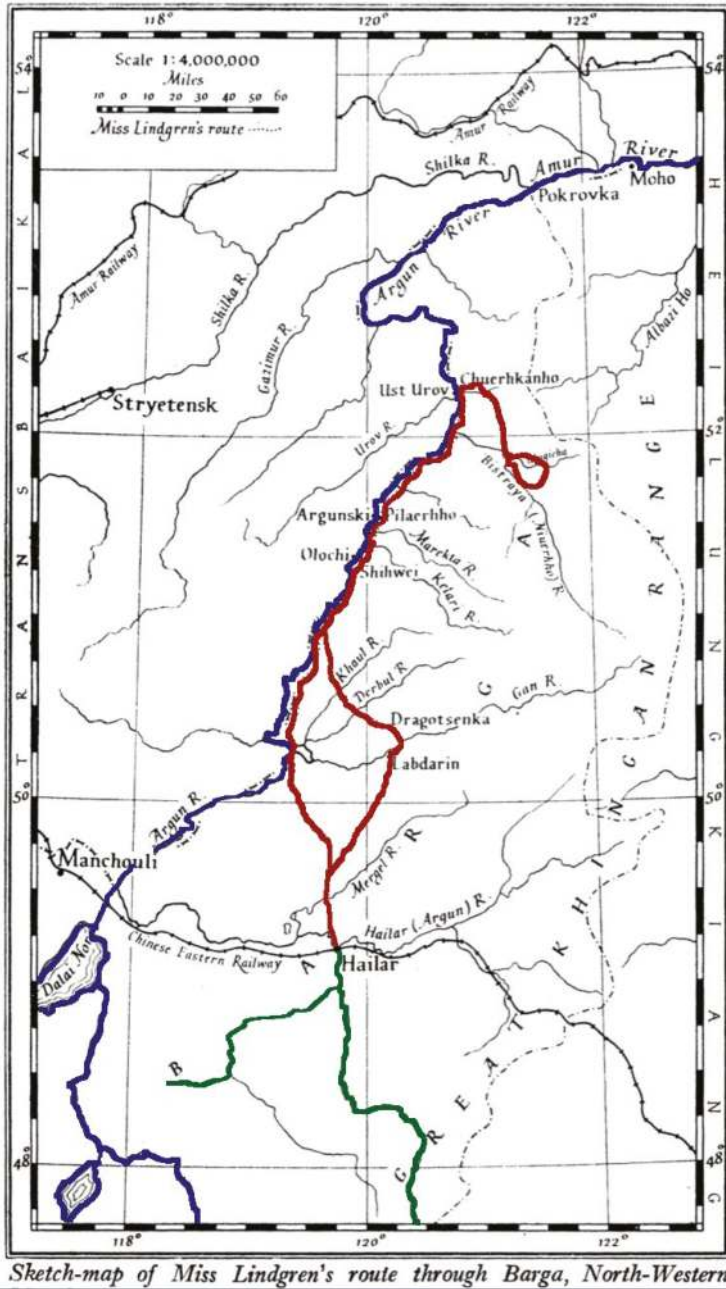 118°
120°
122°
Scale 1:4,000,000
Miles
10 0 10 20 30 40 50 60
Miss Lindgren's route
54°
54°
Amur Railway
Shilka R.
Amur River
Moho
Pokrovka
Argun River
Amur Railway
Shilka R.
Gazimur R.
Albazi Ho
Stryetensk
Chuerhkanho
Ust Urov
52°
52°
Urov R.
Bistraya (Niuerhho) R.
Argunski
Pilaerhho
Marekta R.
Olochi
Shihwei
Kelari R.
Khaul R.
Derbul R.
Gan R.
Dragotsenka
Labdarin
50°
50°
Argun R.
Manchouli
Mergel R.
Dalai Nor
Chinese Eastern Railway
Hailar (Argun) R.
Hailar
TRANSBAIKAL
HEILUNGKIANG
BARGA
GREAT KHINGAN RANGE
48°
48°
118°
120°
122°
Sketch-map of Miss Lindgren's route through Barga, North-Western